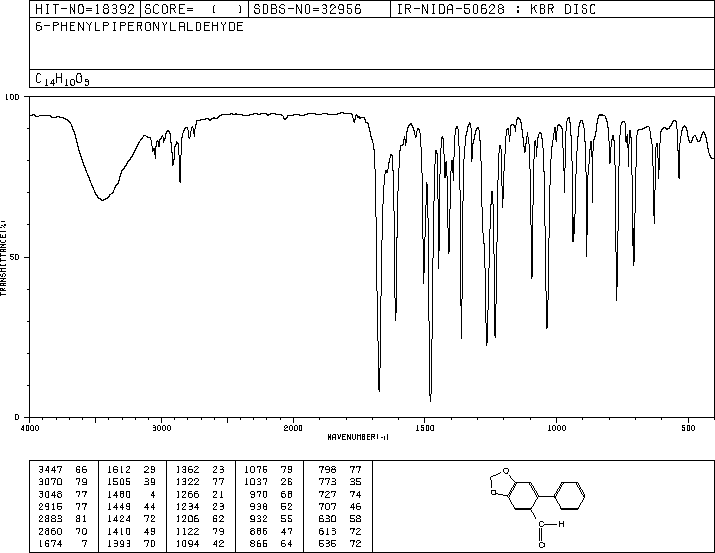 HIT-NO=18392 SCORE= ( ) SDBS-NO=32956 IR-NIDA-50628 : KBR DISC
6-PHENYLPIPERONYLALDEHYDE
C14H10O3
100
50
0
TRANSMITTANCE(%)
4000 3000 2000 1500 1000 500
WAVENUMBER(-1)
3447 66 1612 29 1362 23 1076 79 798 77
3070 79 1505 39 1322 77 1037 26 773 35
3048 77 1480 4 1266 21 970 68 727 74
2915 77 1449 44 1234 23 938 52 707 46
2883 81 1424 72 1206 62 932 55 630 58
2860 70 1410 49 1122 79 886 47 613 72
1674 7 1393 70 1094 42 866 64 536 72
O
O
C H
O